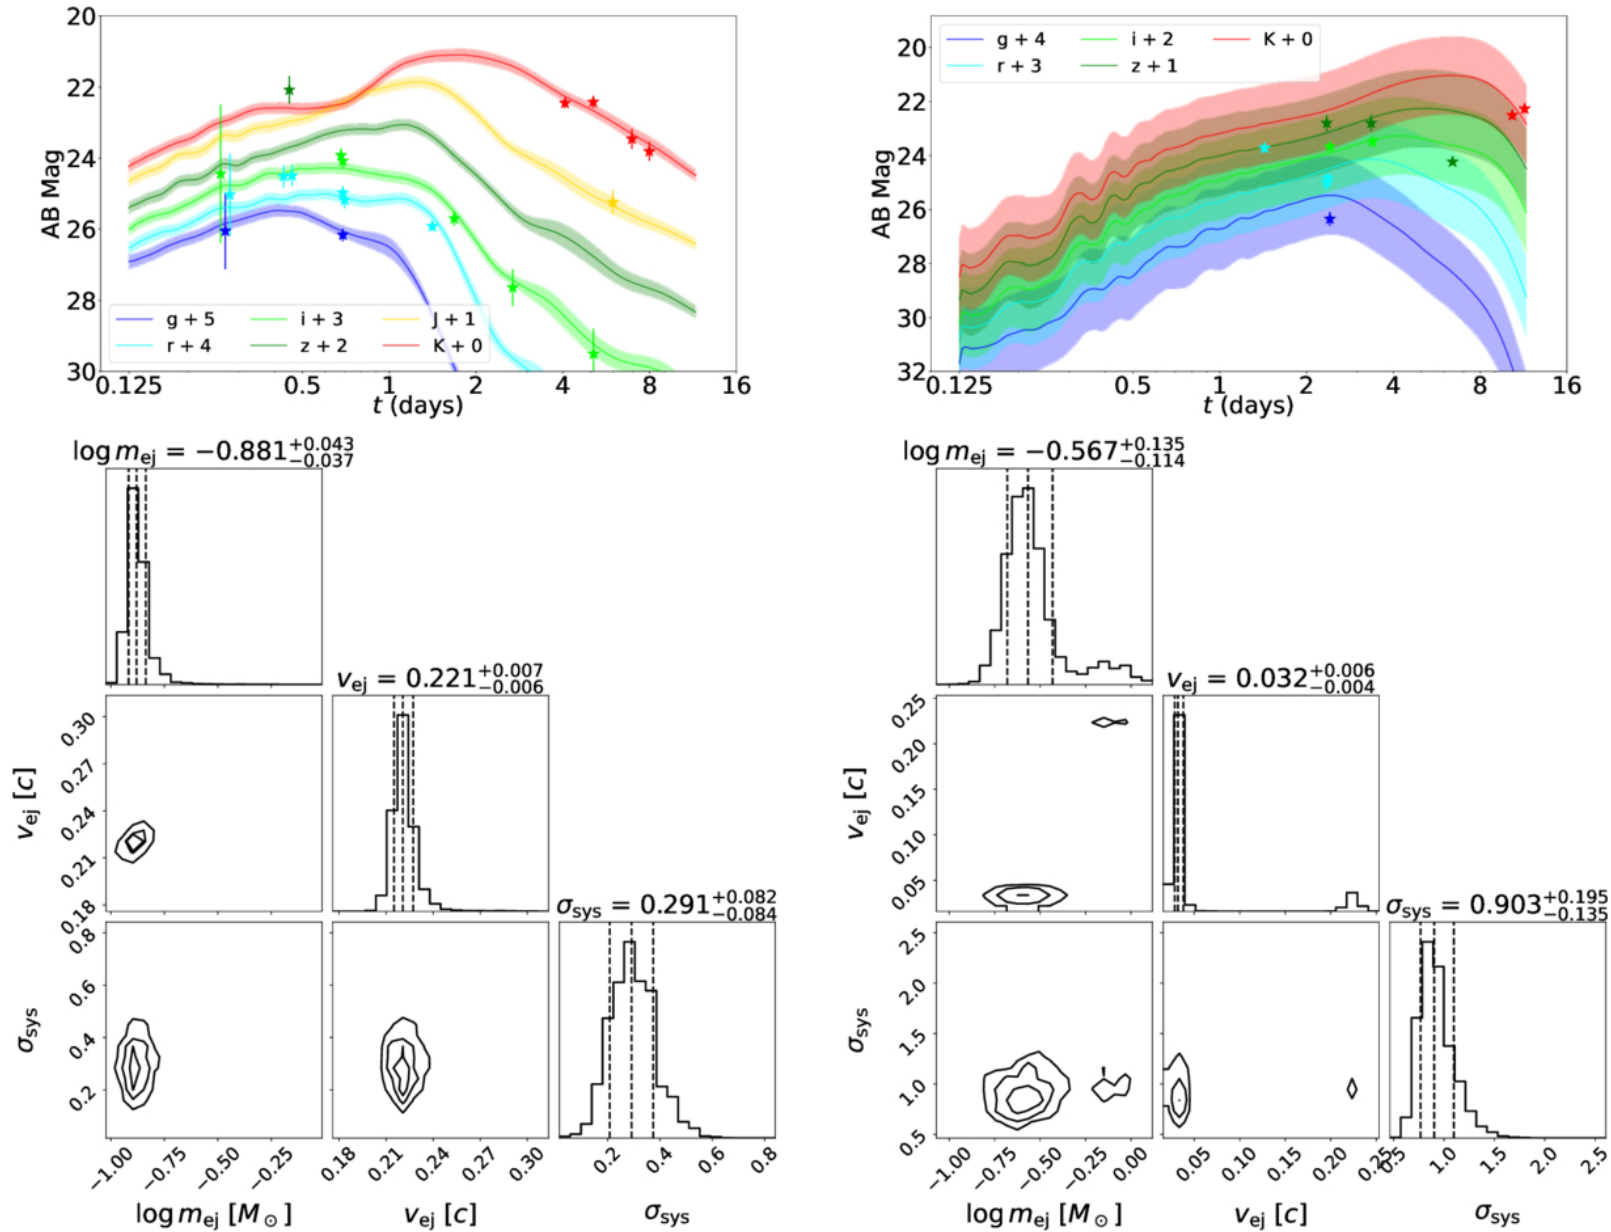 20
22
24
26
28
30
AB Mag
g + 5 i + 3 J + 1
r + 4 z + 2 K + 0
0.125 0.5 1 2 4 8 16
t (days)
20
22
24
26
28
30
32
AB Mag
g + 4 i + 2 K + 0
r + 3 z + 1
0.125 0.5 1 2 4 8 16
t (days)
log m_ej = −0.881 +0.043 −0.037
v_ej = 0.221 +0.007 −0.006
σ_sys = 0.291 +0.082 −0.084
v_ej [c]
0.30
0.27
0.24
0.21
0.18
σ_sys
0.8
0.6
0.4
0.2
−1.00 −0.75 −0.50 −0.25
log m_ej [M_⊙]
0.18 0.21 0.24 0.27 0.30
v_ej [c]
0.2 0.4 0.6 0.8
σ_sys
log m_ej = −0.567 +0.135 −0.114
v_ej = 0.032 +0.006 −0.004
σ_sys = 0.903 +0.195 −0.135
v_ej [c]
0.25
0.20
0.15
0.10
0.05
σ_sys
2.5
2.0
1.5
1.0
0.5
−1.00 −0.75 −0.50 −0.25 0.00
log m_ej [M_⊙]
0.05 0.10 0.15 0.20 0.25
v_ej [c]
0.5 1.0 1.5 2.0 2.5
σ_sys